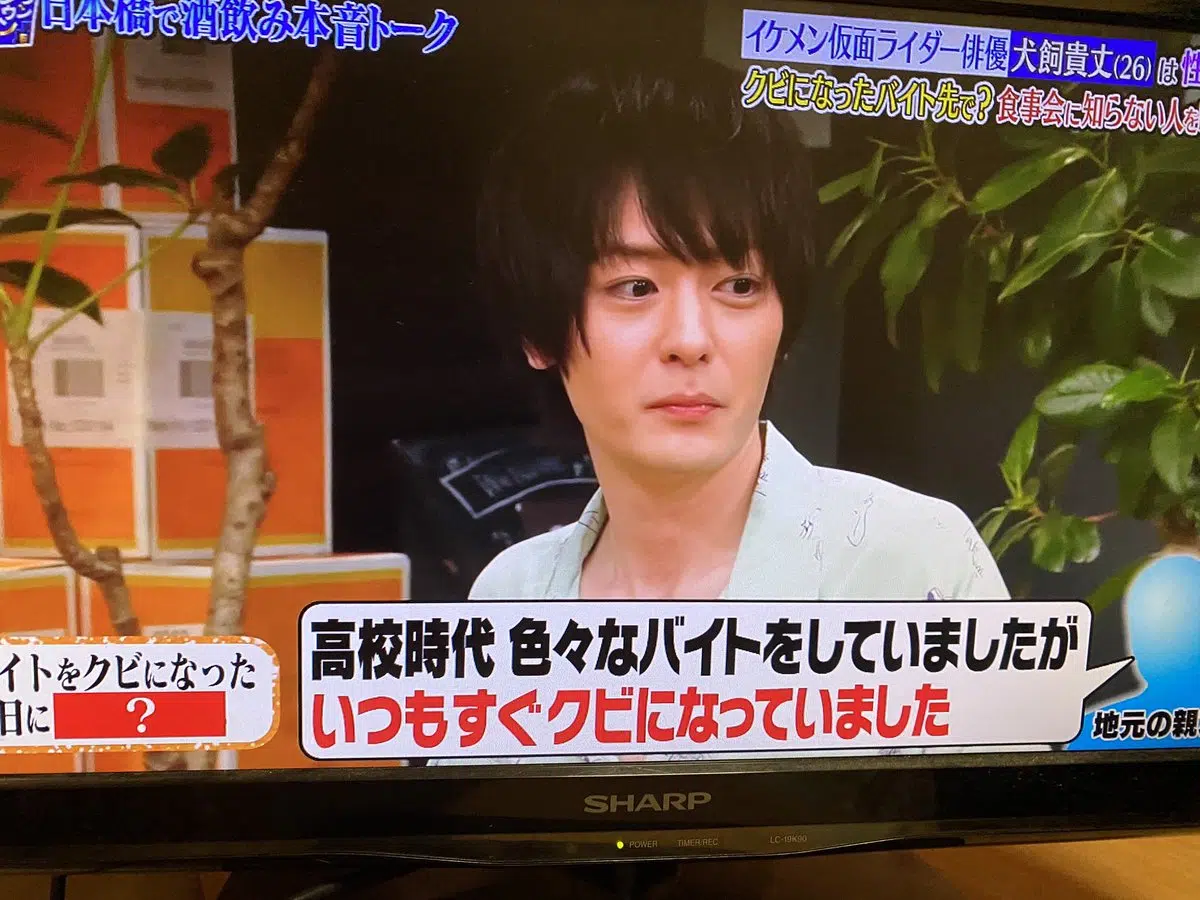 日本橋で酒飲み本音トーク
イケメン仮面ライダー俳優犬飼貴丈(26)は性
クビになったバイト先で?食事会に知らない人を
イトをクビになった
日に ?
高校時代 色々なバイトをしていましたが
いつもすぐクビになっていました
地元の親
SHARP
POWER TIMER REC LC-19K90